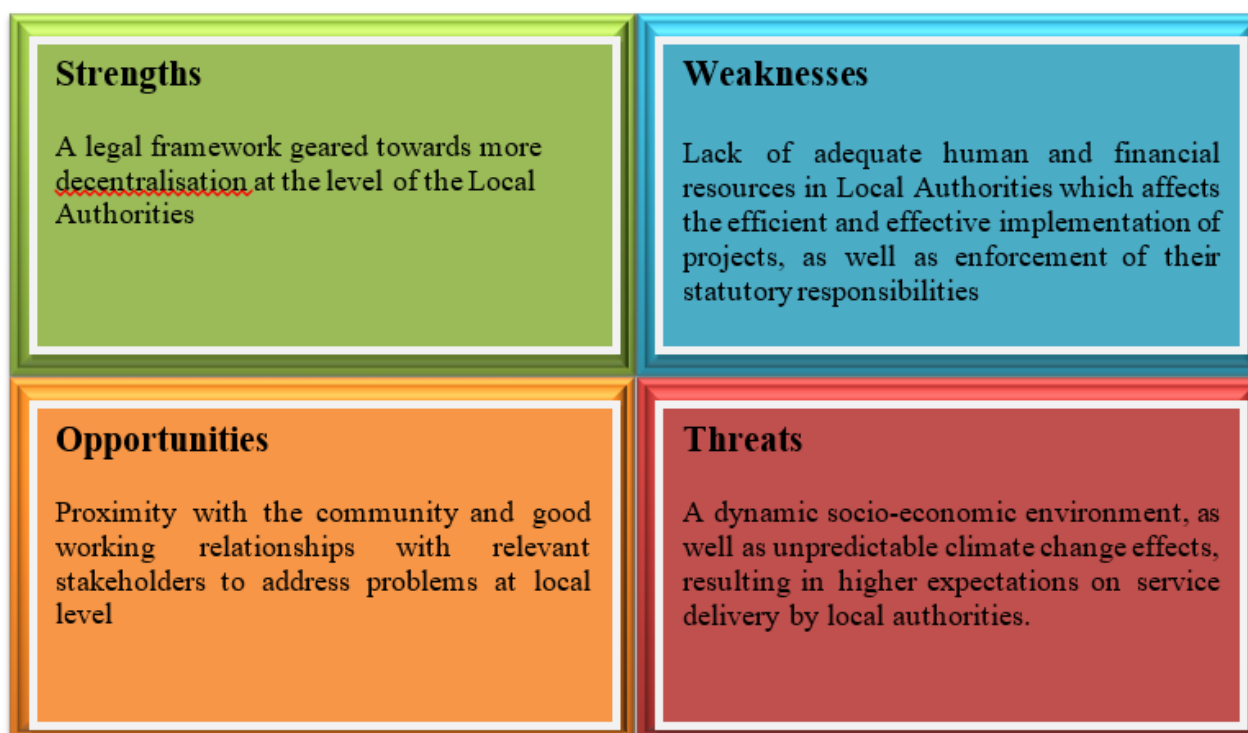 Strengths
A legal framework geared towards more
decentralisation at the level of the Local
Authorities
Weaknesses
Lack of adequate human and financial
resources in Local Authorities which affects
the efficient and effective implementation of
projects, as well as enforcement of their
statutory responsibilities
Opportunities
Proximity with the community and good
working relationships with relevant
stakeholders to address problems at local
level
Threats
A dynamic socio-economic environment, as
well as unpredictable climate change effects,
resulting in higher expectations on service
delivery by local authorities.